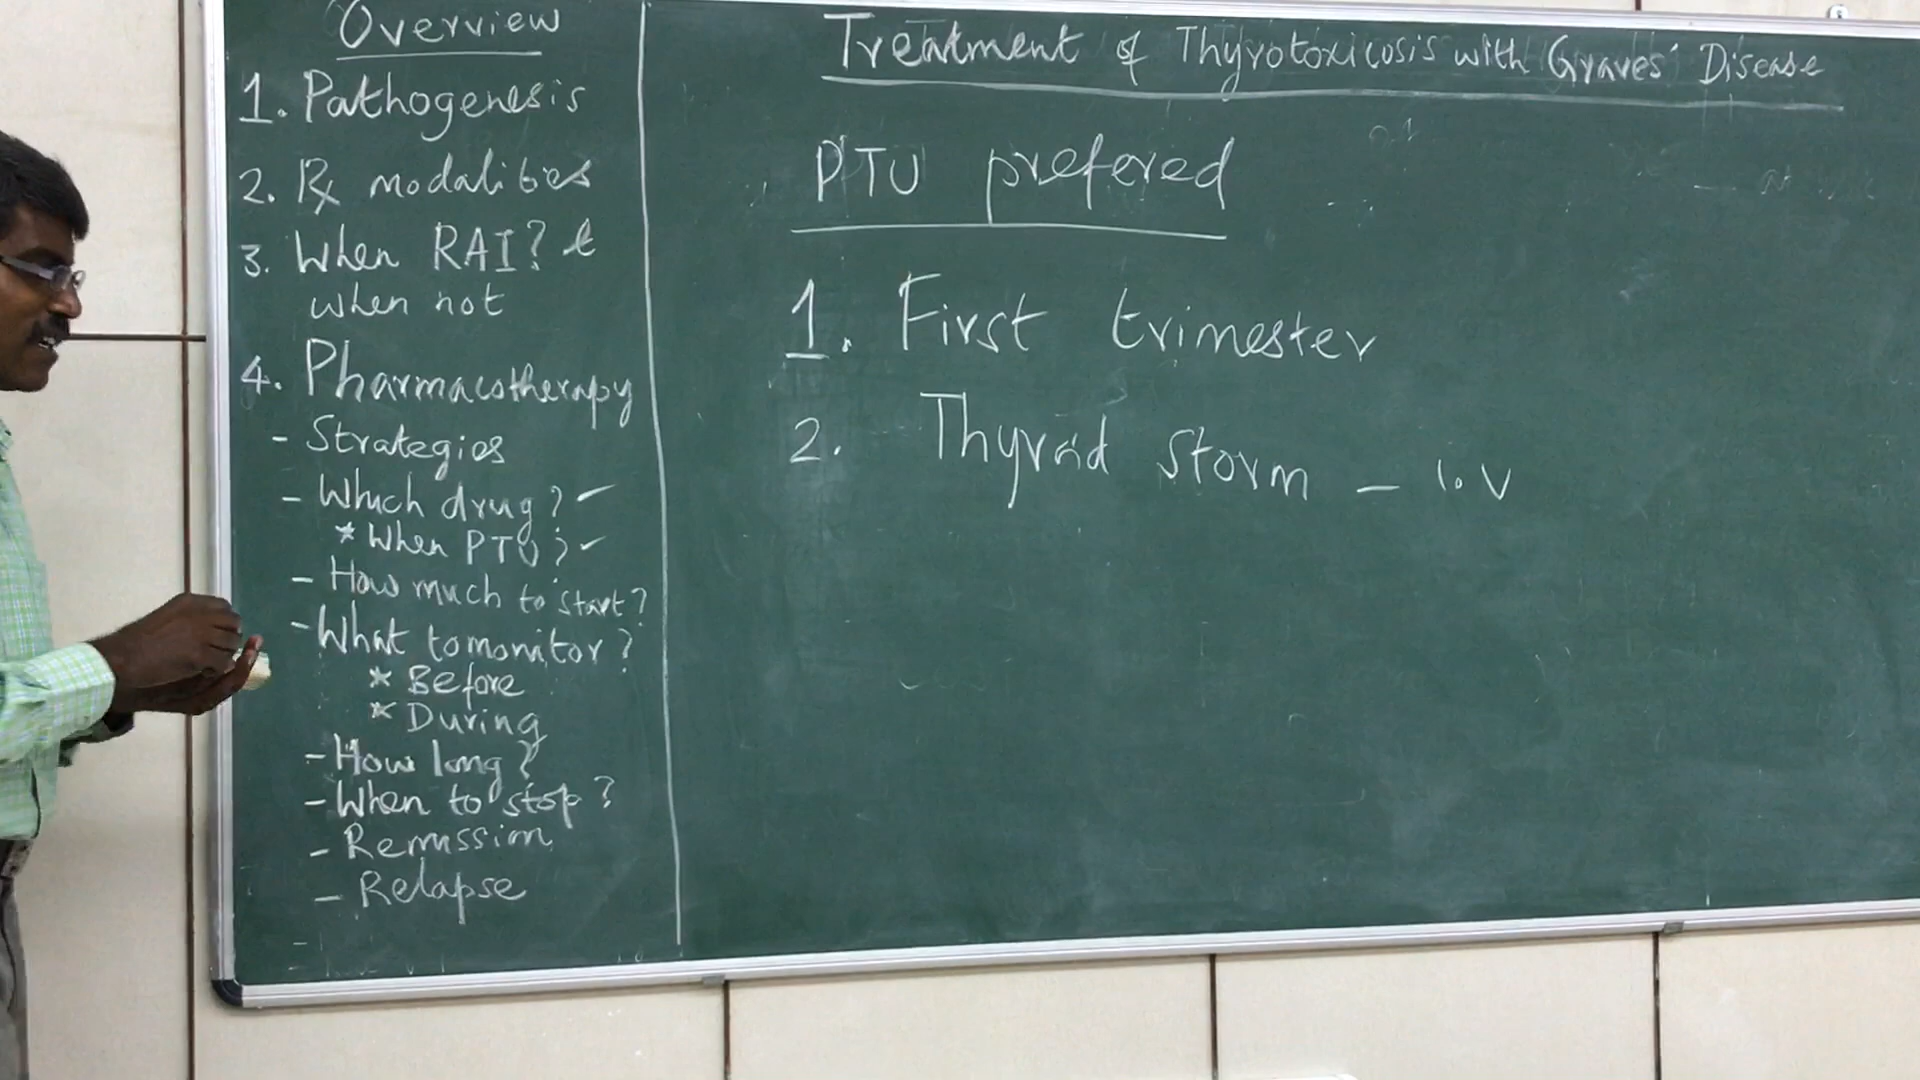 Overview
1. Pathogenesis
2. Rx modalities
3. When RAI? &
when not
4. Pharmacotherapy
- Strategies
- Which drug? ✓
* When PTU? ✓
- How much to start?
- What to monitor?
* Before
* During
- How long?
- When to stop?
- Remission
- Relapse
Treatment of Thyrotoxicosis with Graves' Disease
PTU prefered
1. First trimester
2. Thyroid storm - I.V